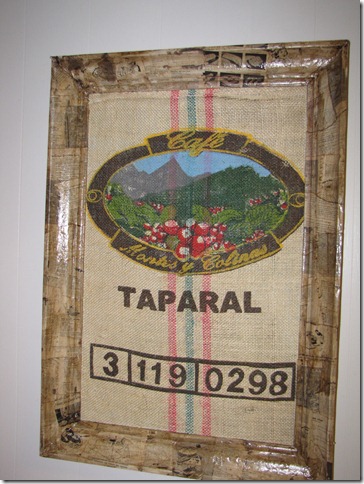 Café
Montes y Colinas
TAPARAL
3 119 0298